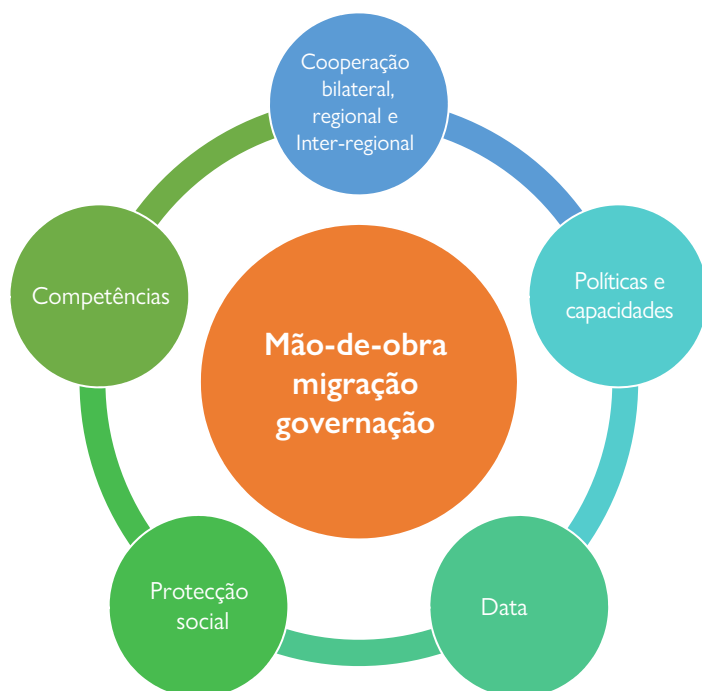 Cooperação
bilateral,
regional e
Inter-regional
Políticas e
capacidades
Data
Protecção
social
Competências
Mão-de-obra
migração
governação